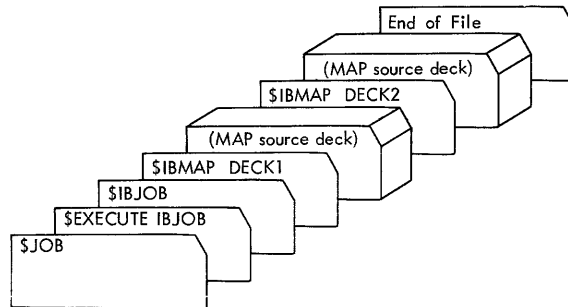 End of File
(MAP source deck)
$IBMAP DECK2
(MAP source deck)
$IBMAP DECK1
$IBJOB
$EXECUTE IBJOB
$JOB